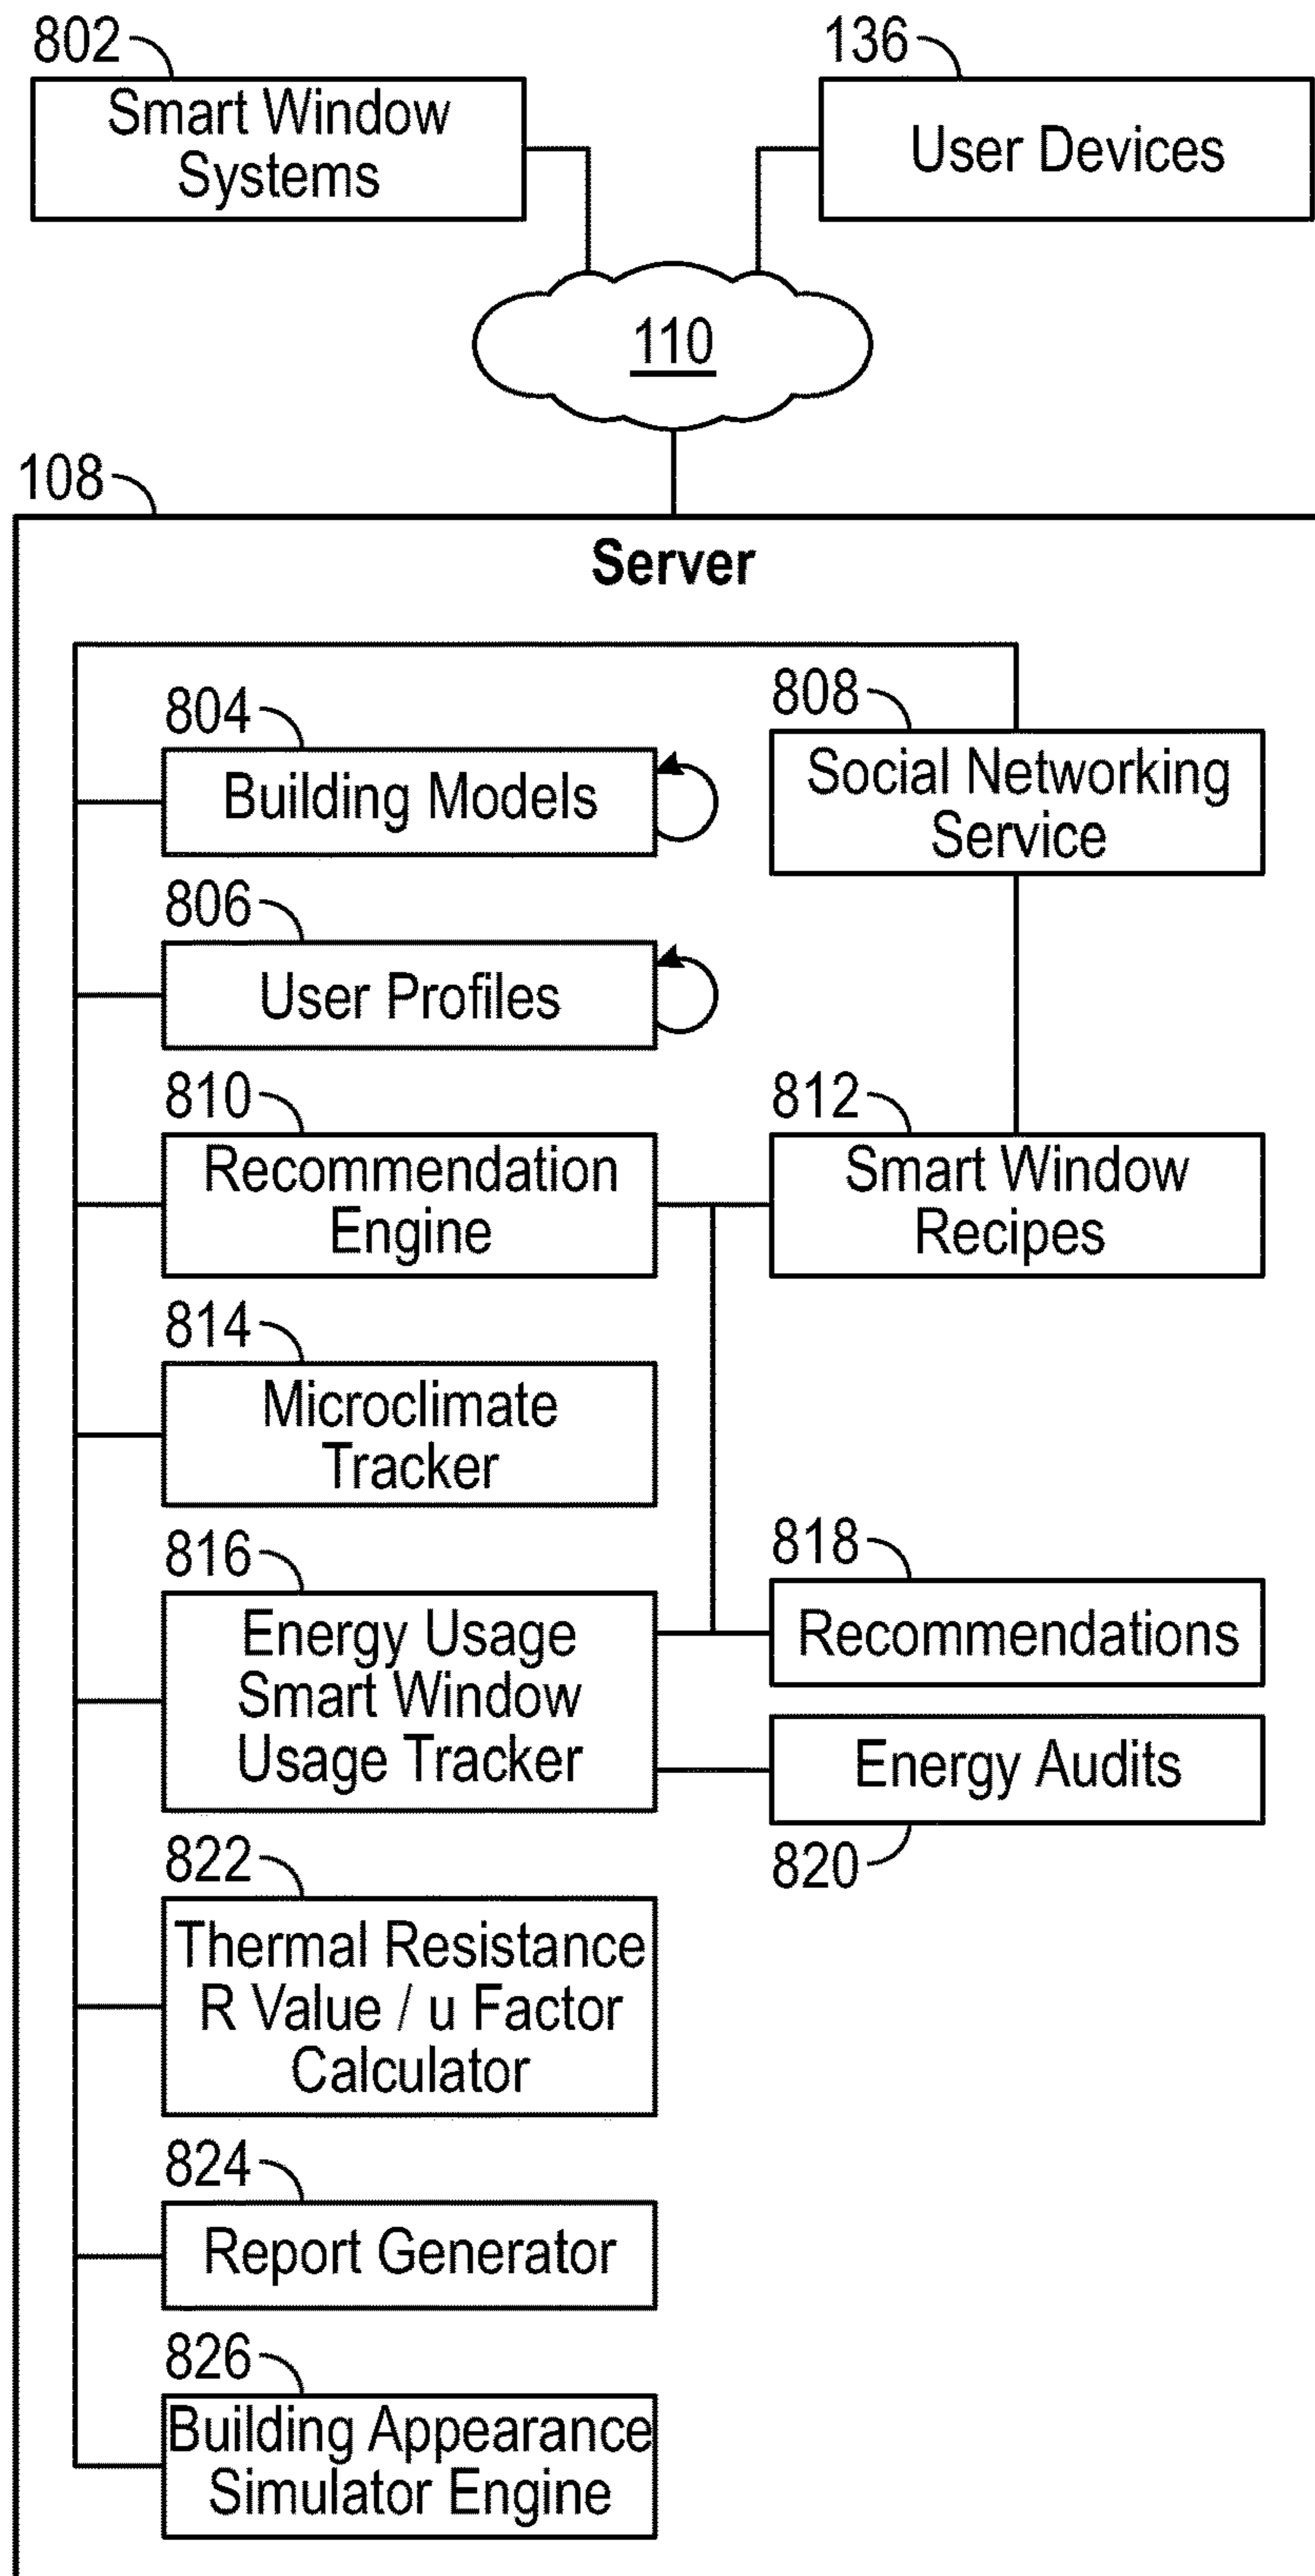 802
136
Smart Window
Systems
User Devices
110
108
Server
804
808
Building Models
Social Networking
Service
806
User Profiles
810
812
Recommendation
Engine
Smart Window
Recipes
814
Microclimate
Tracker
816
818
Energy Usage
Smart Window
Usage Tracker
Recommendations
Energy Audits
820
822
Thermal Resistance
R Value / u Factor
Calculator
824
Report Generator
826
Building Appearance
Simulator Engine